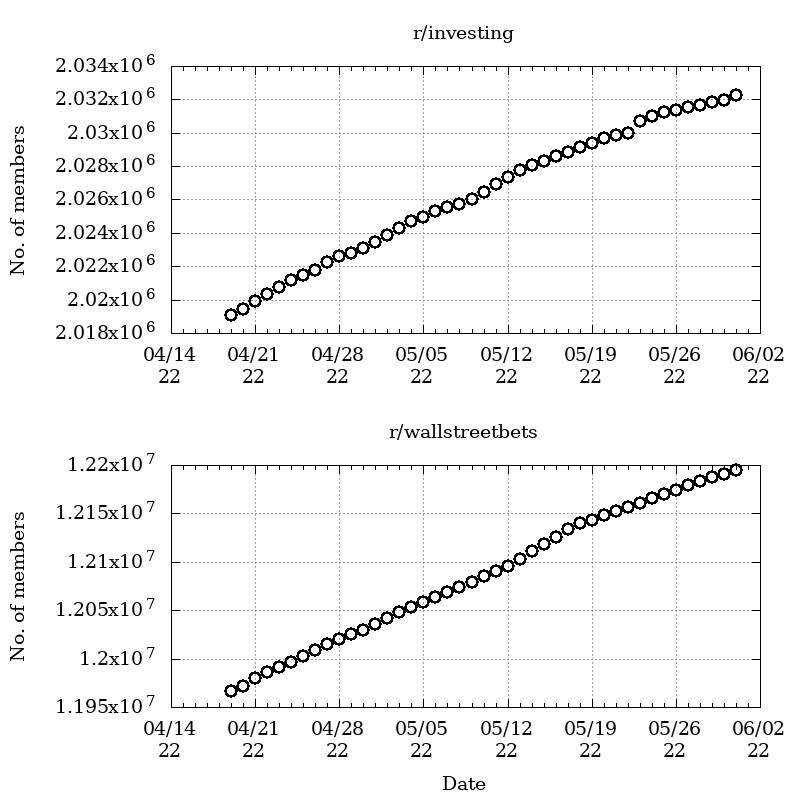 r/investing
2.034x10^6
2.032x10^6
2.03x10^6
2.028x10^6
2.026x10^6
2.024x10^6
2.022x10^6
2.02x10^6
2.018x10^6
No. of members
04/14 04/21 04/28 05/05 05/12 05/19 05/26 06/02
22 22 22 22 22 22 22 22
r/wallstreetbets
1.22x10^7
1.215x10^7
1.21x10^7
1.205x10^7
1.2x10^7
1.195x10^7
No. of members
04/14 04/21 04/28 05/05 05/12 05/19 05/26 06/02
22 22 22 22 22 22 22 22
Date